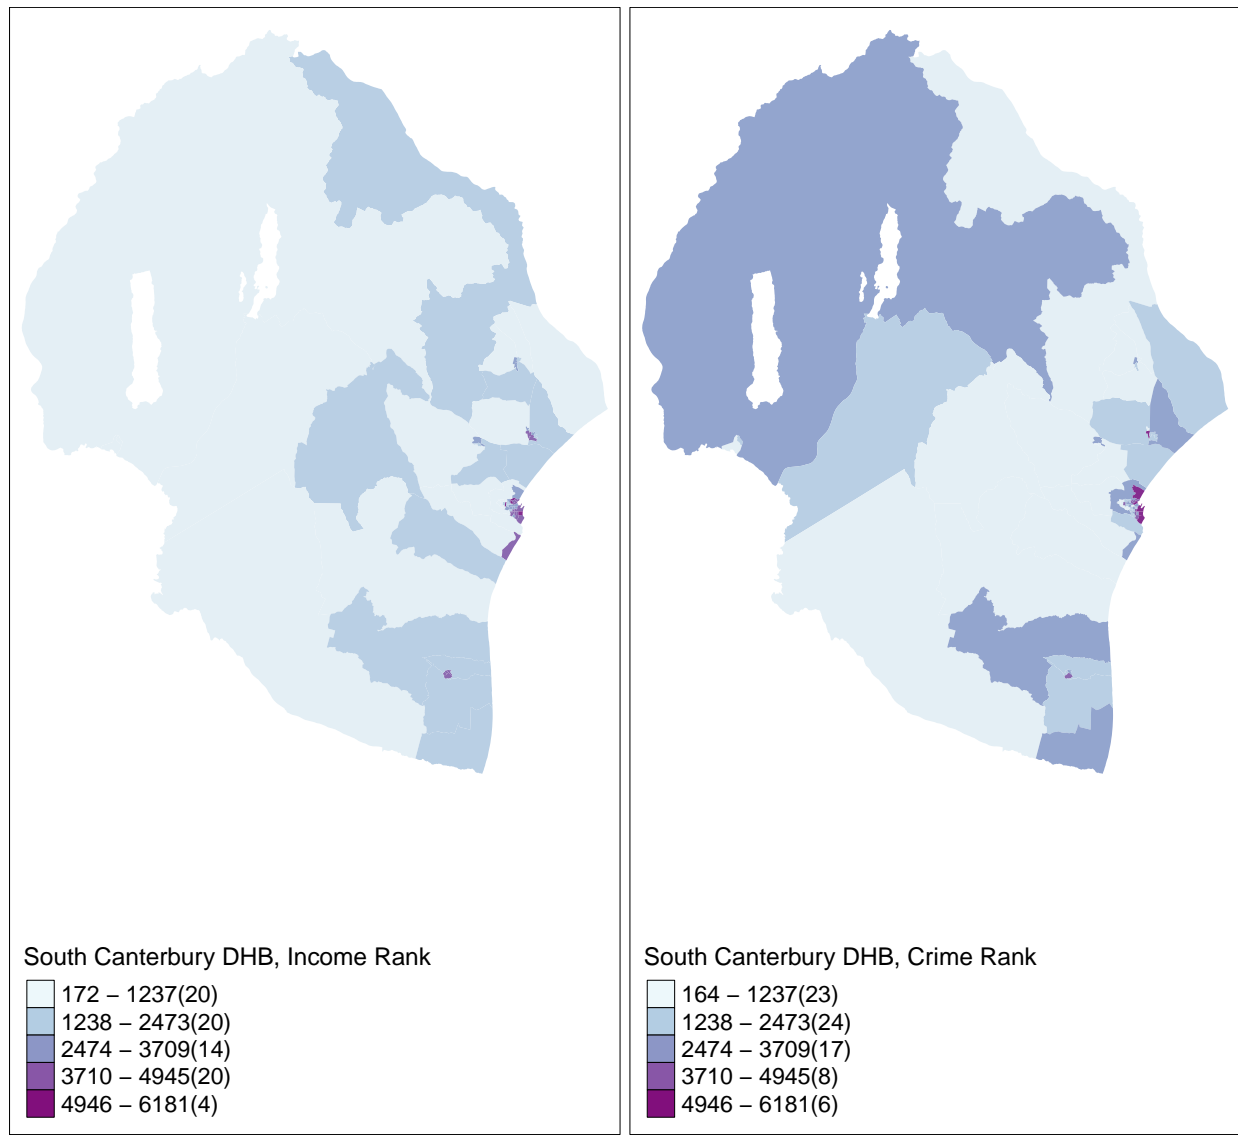 South Canterbury DHB, Income Rank
172 − 1237(20)
1238 − 2473(20)
2474 − 3709(14)
3710 − 4945(20)
4946 − 6181(4)
South Canterbury DHB, Crime Rank
164 − 1237(23)
1238 − 2473(24)
2474 − 3709(17)
3710 − 4945(8)
4946 − 6181(6)